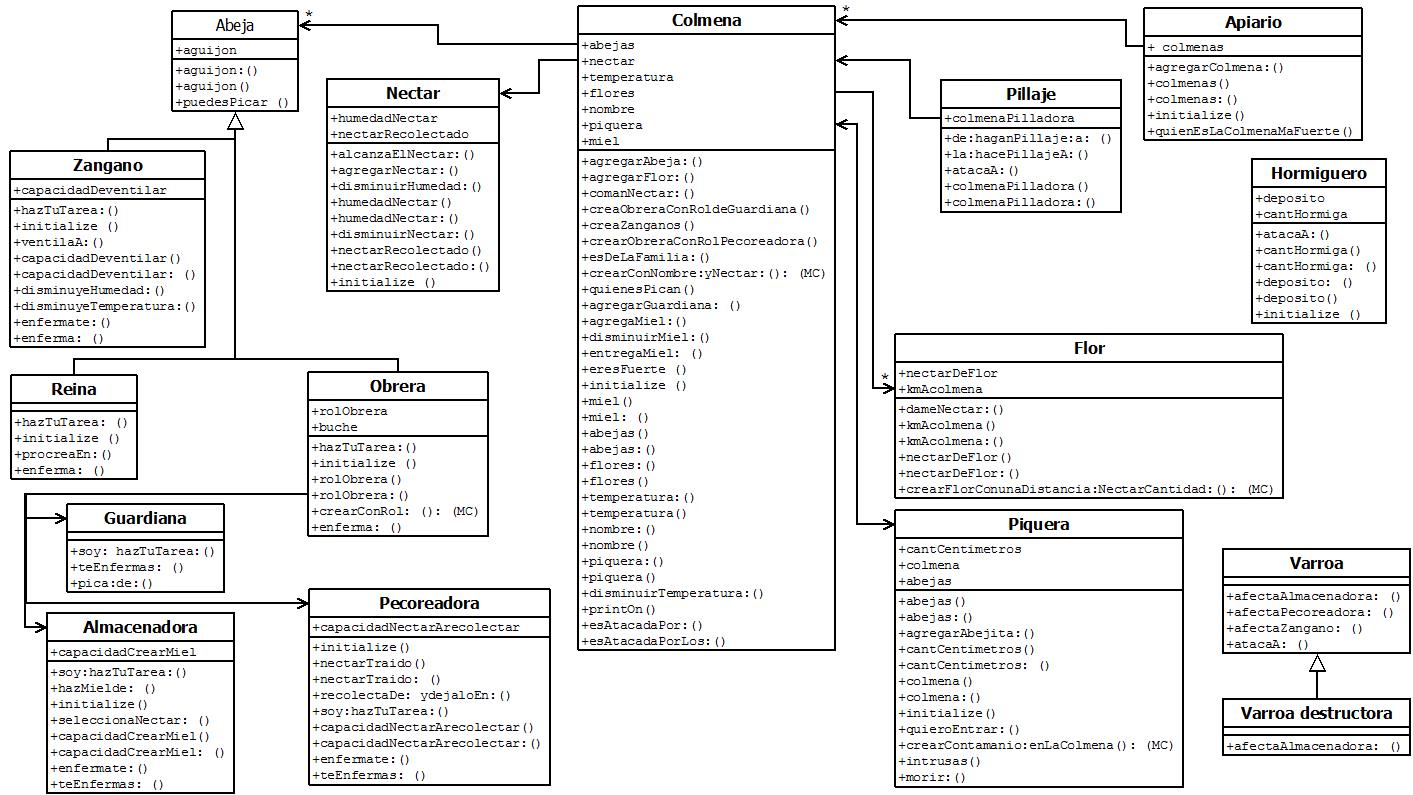 Abeja
+aguijon
+aguijon:()
+aguijon()
+puedesPicar ()
*
Colmena
+abejas
+nectar
+temperatura
+flores
+nombre
+piquera
+miel
+agregarAbeja:()
+agregarFlor:()
+comanNectar:()
+creaObreraConRoldeGuardiana()
+creaZanganos()
+crearObreraConRolPecoreadora()
+esDeLaFamilia:()
+crearConNombre:yNectar:(): (MC)
+quienesPican()
+agregarGuardiana: ()
+agregaMiel:()
+disminuirMiel:()
+entregaMiel: ()
+eresFuerte ()
+initialize ()
+miel()
+miel: ()
+abejas()
+abejas:()
+flores:()
+flores()
+temperatura:()
+temperatura()
+nombre:()
+nombre()
+piquera:()
+piquera()
+disminuirTemperatura:()
+printOn()
+esAtacadaPor:()
+esAtacadaPorLos:()
*
Apiario
+ colmenas
+agregarColmena:()
+colmenas()
+colmenas:()
+initialize()
+quienEsLaColmenaMaFuerte()
Nectar
+humedadNectar
+nectarRecolectado
+alcanzaElNectar:()
+agregarNectar:()
+disminuirHumedad:()
+humedadNectar()
+humedadNectar:()
+disminuirNectar:()
+nectarRecolectado()
+nectarRecolectado:()
+initialize ()
Pillaje
+colmenaPilladora
+de:haganPillaje:a: ()
+la:hacePillajeA:()
+atacaA:()
+colmenaPilladora()
+colmenaPilladora:()
Zangano
+capacidadDeventilar
+hazTuTarea:()
+initialize ()
+ventilaA:()
+capacidadDeventilar()
+capacidadDeventilar: ()
+disminuyeHumedad:()
+disminuyeTemperatura:()
+enfermate:()
+enferma: ()
Hormiguero
+deposito
+cantHormiga
+atacaA:()
+cantHormiga()
+cantHormiga: ()
+deposito: ()
+deposito()
+initialize ()
Reina
+hazTuTarea: ()
+initialize ()
+procreaEn:()
+enferma: ()
Obrera
+rolObrera
+buche
+hazTuTarea:()
+initialize ()
+rolObrera()
+rolObrera:()
+crearConRol: (): (MC)
+enferma: ()
*
Flor
+nectarDeFlor
+kmAcolmena
+dameNectar:()
+kmAcolmena()
+kmAcolmena:()
+nectarDeFlor()
+nectarDeFlor:()
+crearFlorConunaDistancia:NectarCantidad:(): (MC)
Guardiana
+soy: hazTuTarea:()
+teEnfermas: ()
+pica:de:()
Piquera
+cantCentimetros
+colmena
+abejas
+abejas()
+abejas:()
+agregarAbejita:()
+cantCentimetros()
+cantCentimetros: ()
+colmena()
+colmena:()
+initialize()
+quieroEntrar:()
+crearContamanio:enLaColmena(): (MC)
+intrusas()
+morir:()
Varroa
+afectaAlmacenadora: ()
+afectaPecoreadora: ()
+afectaZangano: ()
+atacaA: ()
Almacenadora
+capacidadCrearMiel
+soy:hazTuTarea:()
+hazMielde: ()
+initialize()
+seleccionaNectar: ()
+capacidadCrearMiel()
+capacidadCrearMiel: ()
+enfermate:()
+teEnfermas: ()
Pecoreadora
+capacidadNectarArecolectar
+initialize()
+nectarTraido()
+nectarTraido: ()
+recolectaDe: ydejaloEn:()
+soy:hazTuTarea:()
+capacidadNectarArecolectar()
+capacidadNectarArecolectar:()
+enfermate:()
+teEnfermas: ()
Varroa destructora
+afectaAlmacenadora: ()